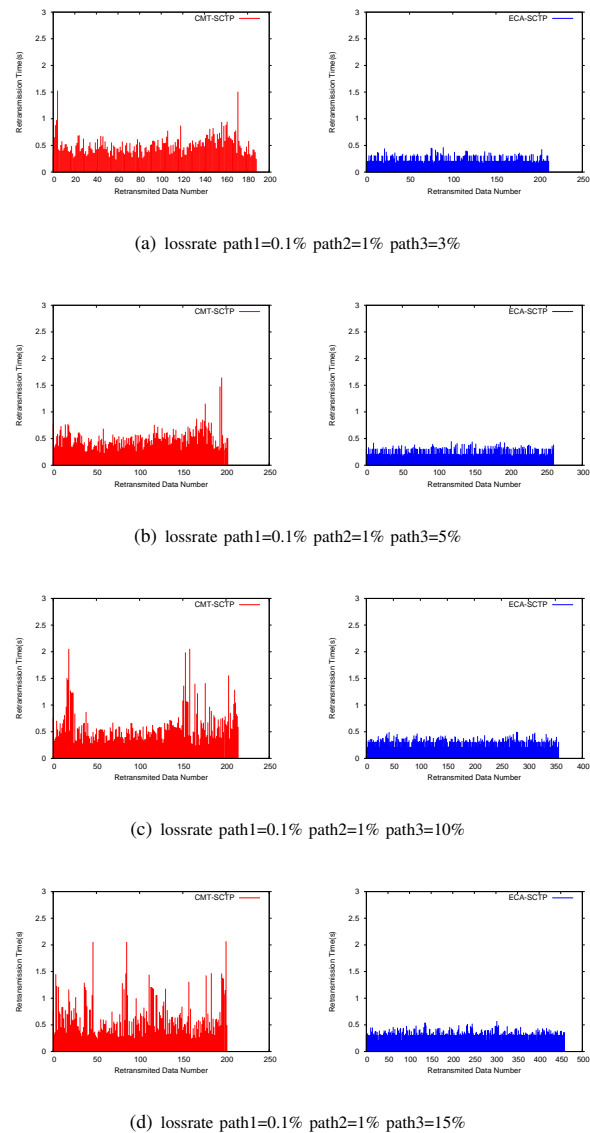 CMT-SCTP
Retransmission Time(s)
3
2.5
2
1.5
1
0.5
0
0 20 40 60 80 100 120 140 160 180 200
Retransmited Data Number
ECA-SCTP
Retransmission Time(s)
3
2.5
2
1.5
1
0.5
0
0 50 100 150 200 250
Retransmited Data Number
(a) lossrate path1=0.1% path2=1% path3=3%
CMT-SCTP
Retransmission Time(s)
3
2.5
2
1.5
1
0.5
0
0 50 100 150 200 250
Retransmited Data Number
ECA-SCTP
Retransmission Time(s)
3
2.5
2
1.5
1
0.5
0
0 50 100 150 200 250 300
Retransmited Data Number
(b) lossrate path1=0.1% path2=1% path3=5%
CMT-SCTP
Retransmission Time(s)
3
2.5
2
1.5
1
0.5
0
0 50 100 150 200 250
Retransmited Data Number
ECA-SCTP
Retransmission Time(s)
3
2.5
2
1.5
1
0.5
0
0 50 100 150 200 250 300 350 400
Retransmited Data Number
(c) lossrate path1=0.1% path2=1% path3=10%
CMT-SCTP
Retransmission Time(s)
3
2.5
2
1.5
1
0.5
0
0 50 100 150 200 250
Retransmited Data Number
ECA-SCTP
Retransmission Time(s)
3
2.5
2
1.5
1
0.5
0
0 50 100 150 200 250 300 350 400 450 500
Retransmited Data Number
(d) lossrate path1=0.1% path2=1% path3=15%